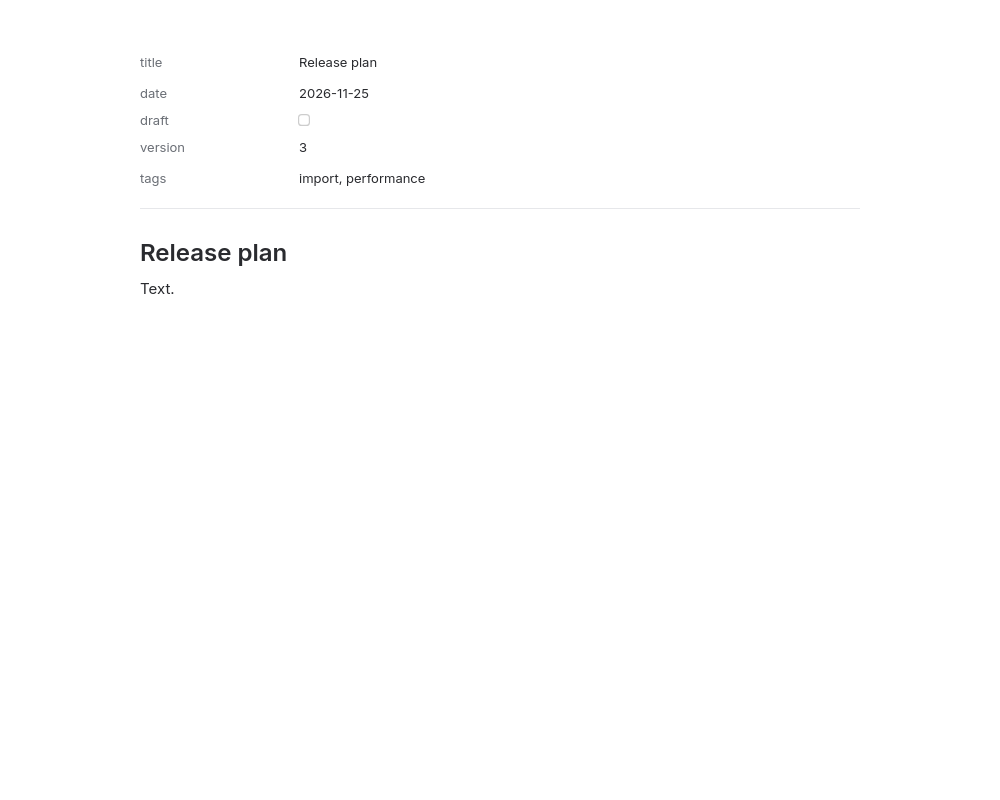 title Release plan
date 2026-11-25
draft
version 3
tags import, performance
Release plan
Text.